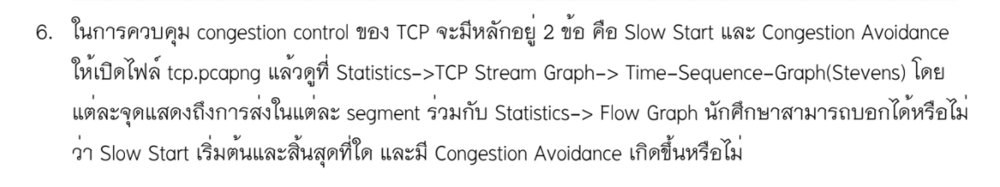 6. ในการควบคุม congestion control ของ TCP จะมีหลักอยู่ 2 ข้อ คือ Slow Start และ Congestion Avoidance
ให้เปิดไฟล์ tcp.pcapng แล้วดูที่ Statistics->TCP Stream Graph-> Time-Sequence-Graph(Stevens) โดย
แต่ละจุดแสดงถึงการส่งในแต่ละ segment ร่วมกับ Statistics-> Flow Graph นักศึกษาสามารถบอกได้หรือไม่
ว่า Slow Start เริ่มต้นและสิ้นสุดที่ใด และมี Congestion Avoidance เกิดขึ้นหรือไม่